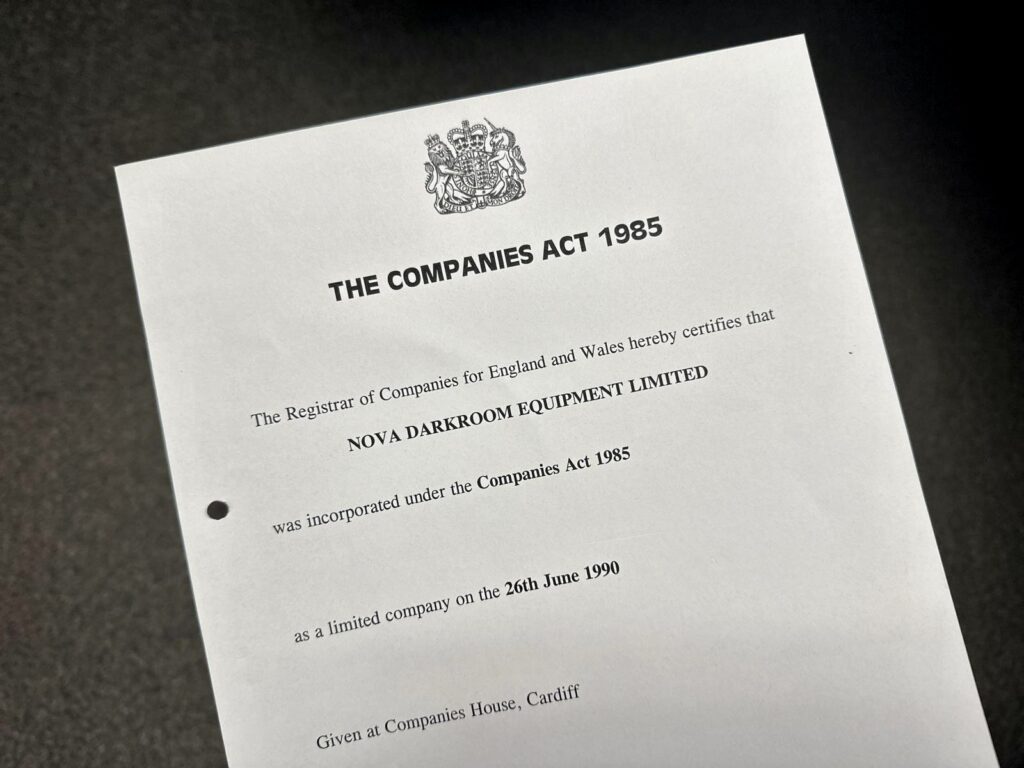 THE COMPANIES ACT 1985
The Registrar of Companies for England and Wales hereby certifies that
NOVA DARKROOM EQUIPMENT LIMITED
was incorporated under the Companies Act 1985
as a limited company on the 26th June 1990
Given at Companies House, Cardiff